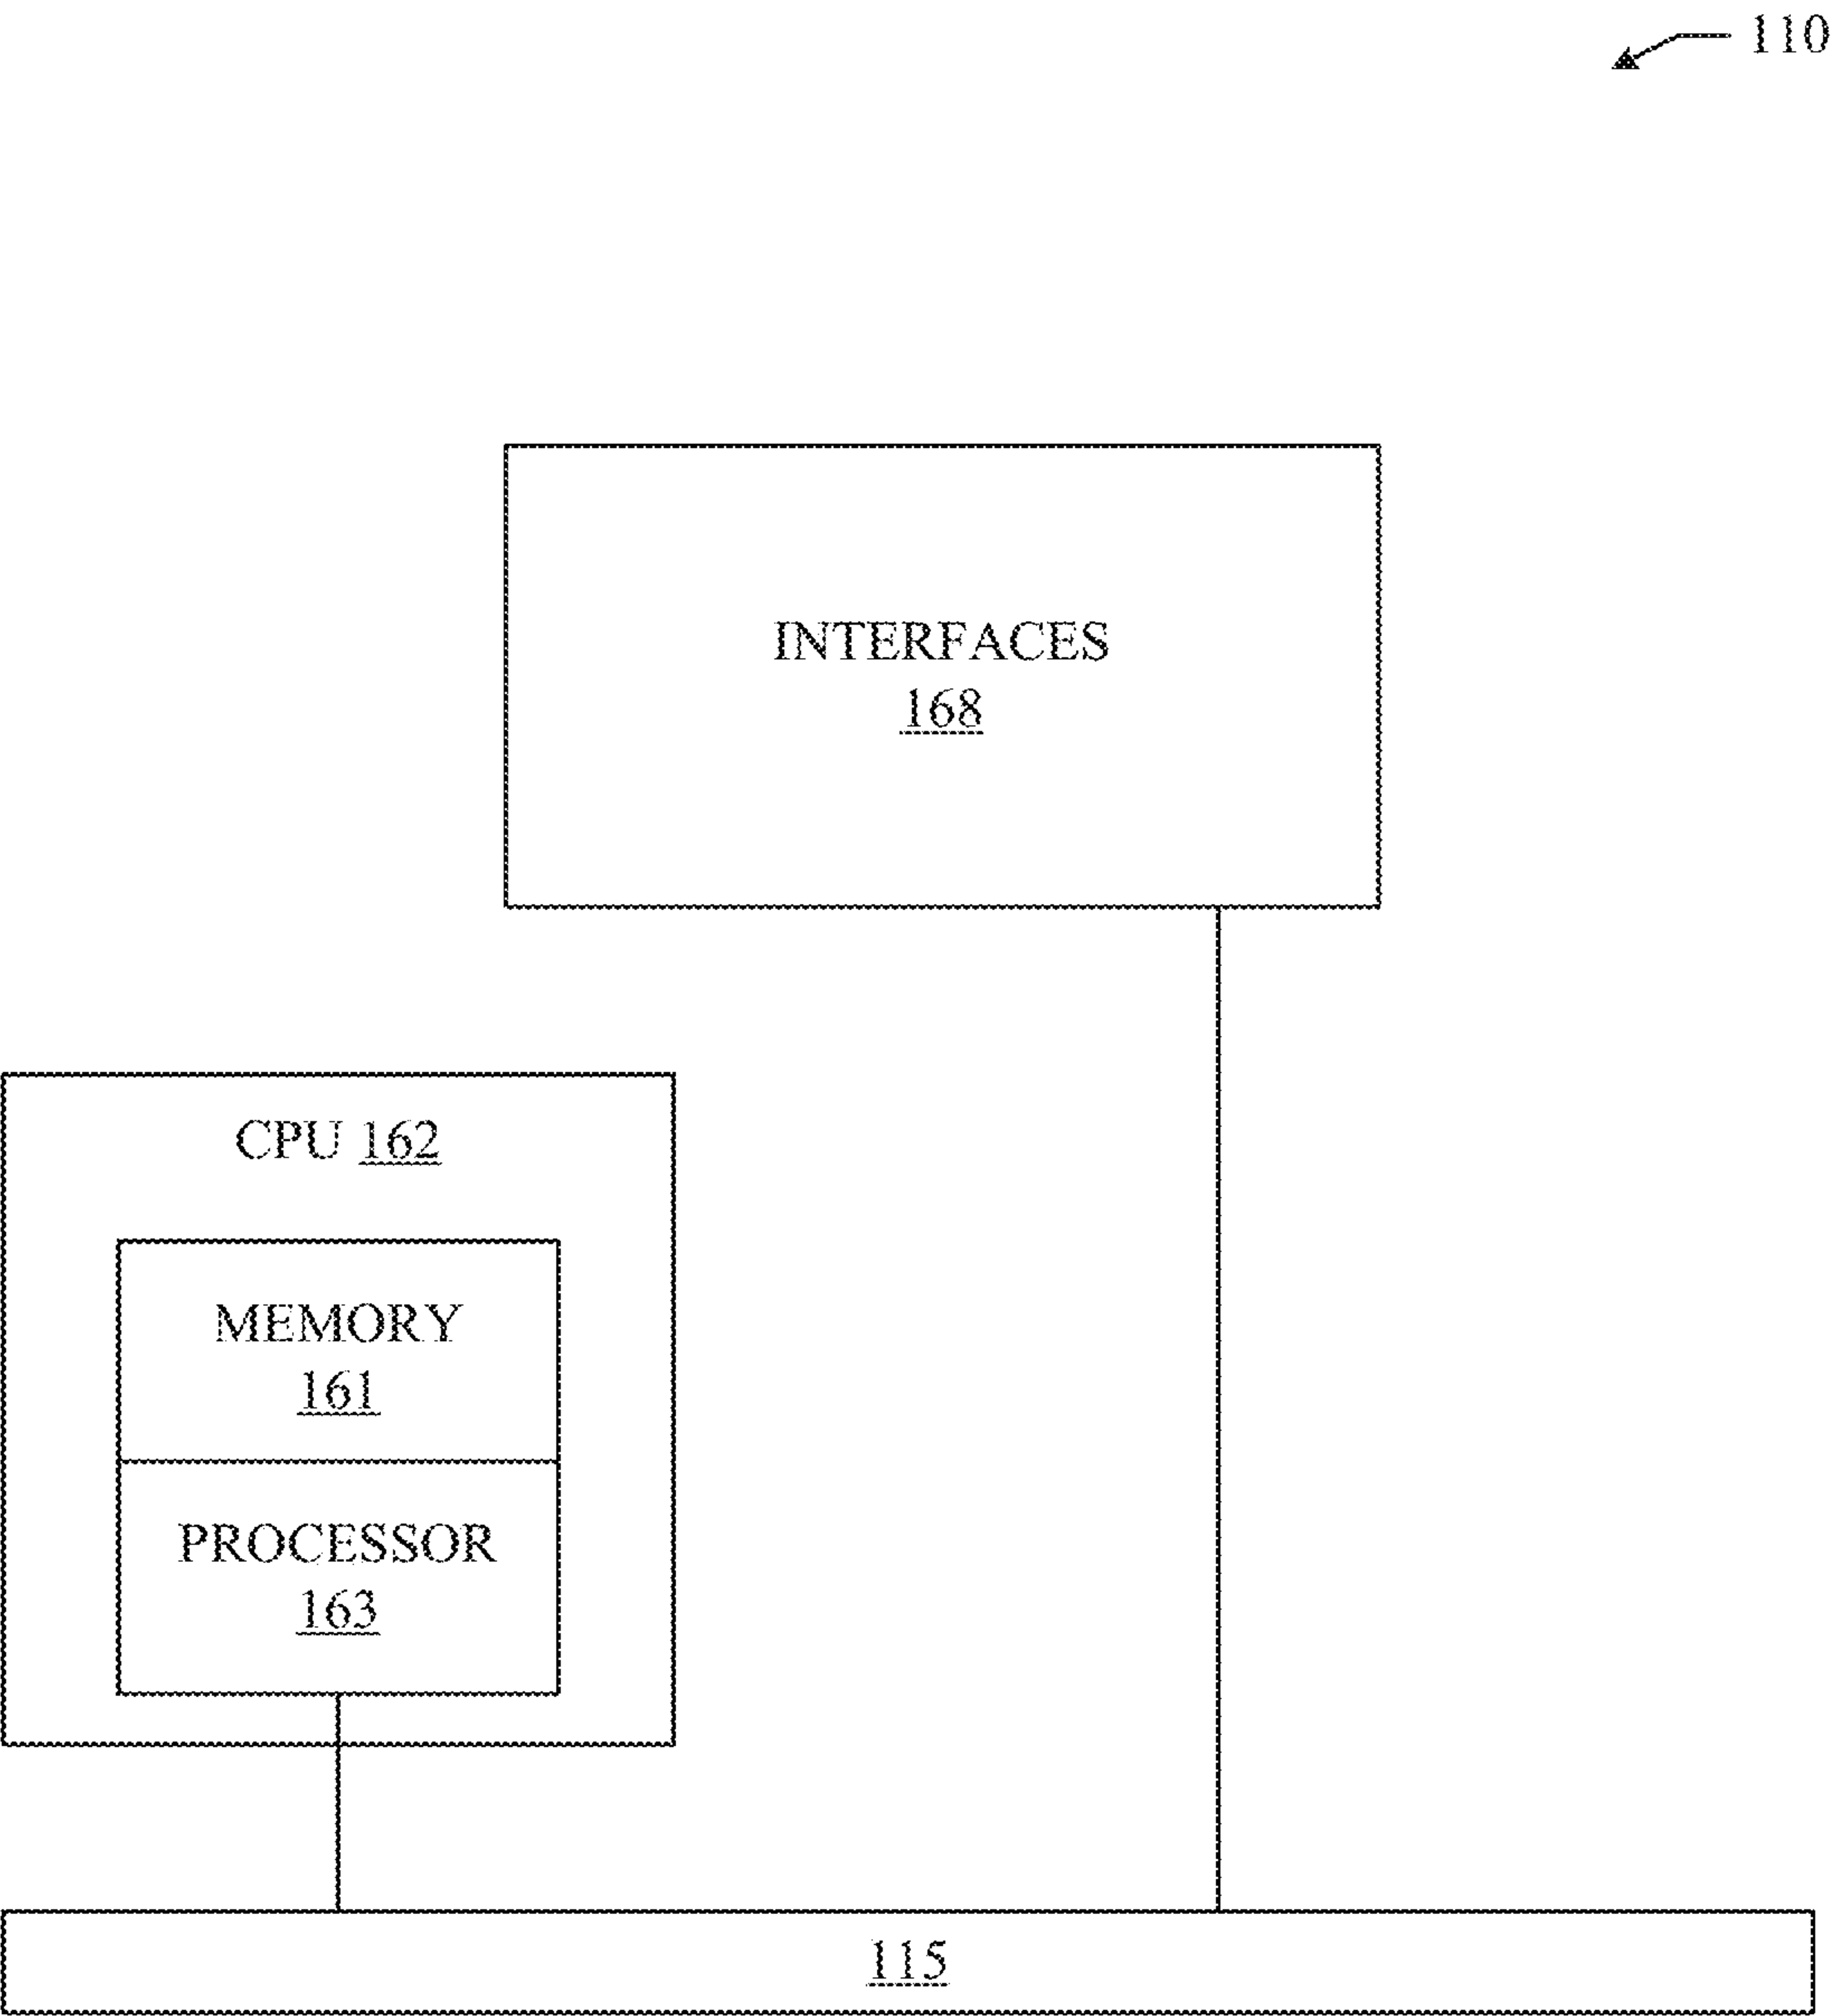 110
INTERFACES
168
CPU 162
MEMORY
161
PROCESSOR
163
115